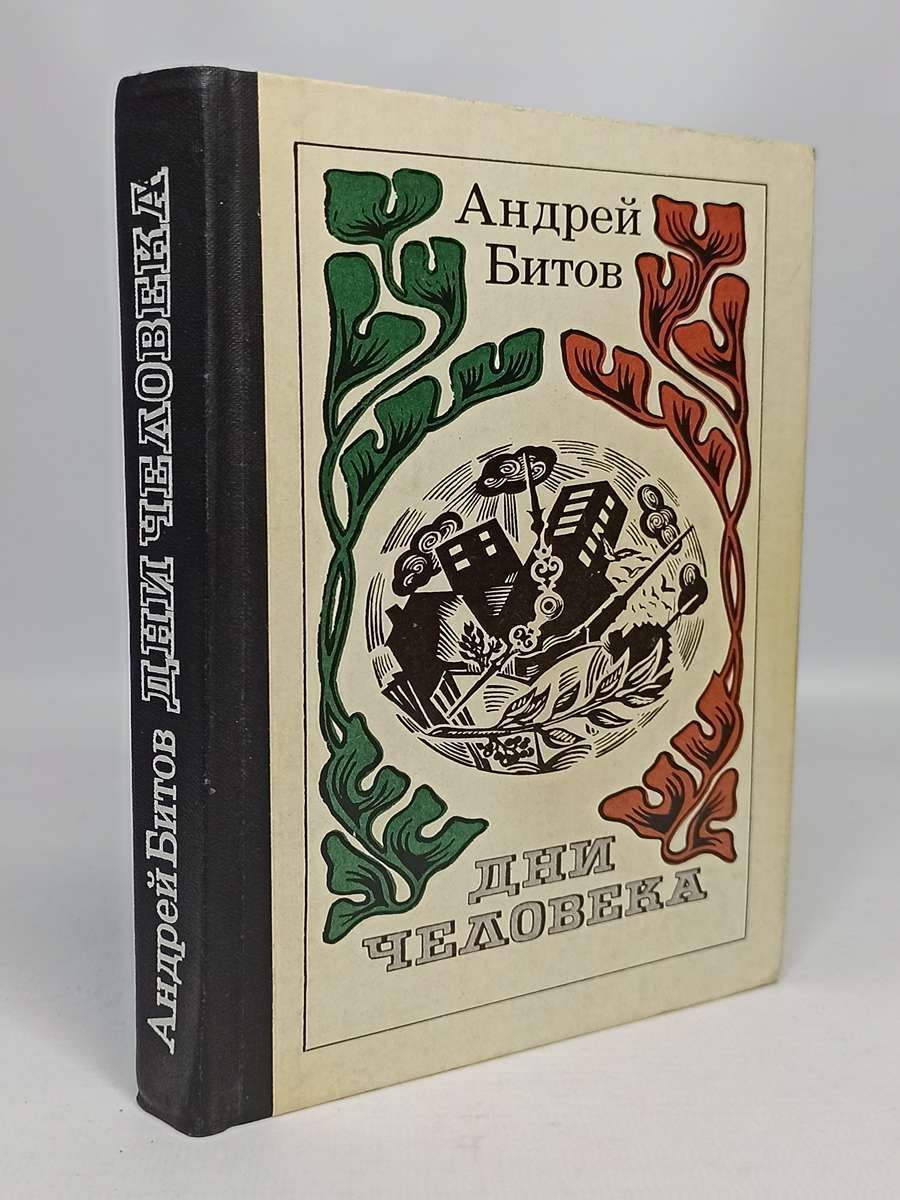 Андрей Битов ДНИ ЧЕЛОВЕКА
Андрей
Битов
ДНИ
ЧЕЛОВЕКА